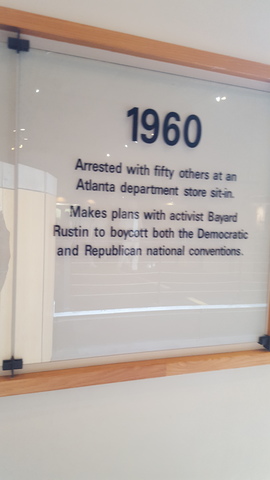 1960
Arrested with fifty others at an
Atlanta department store sit-in.
Makes plans with activist Bayard
Rustin to boycott both the Democratic
and Republican national conventions.